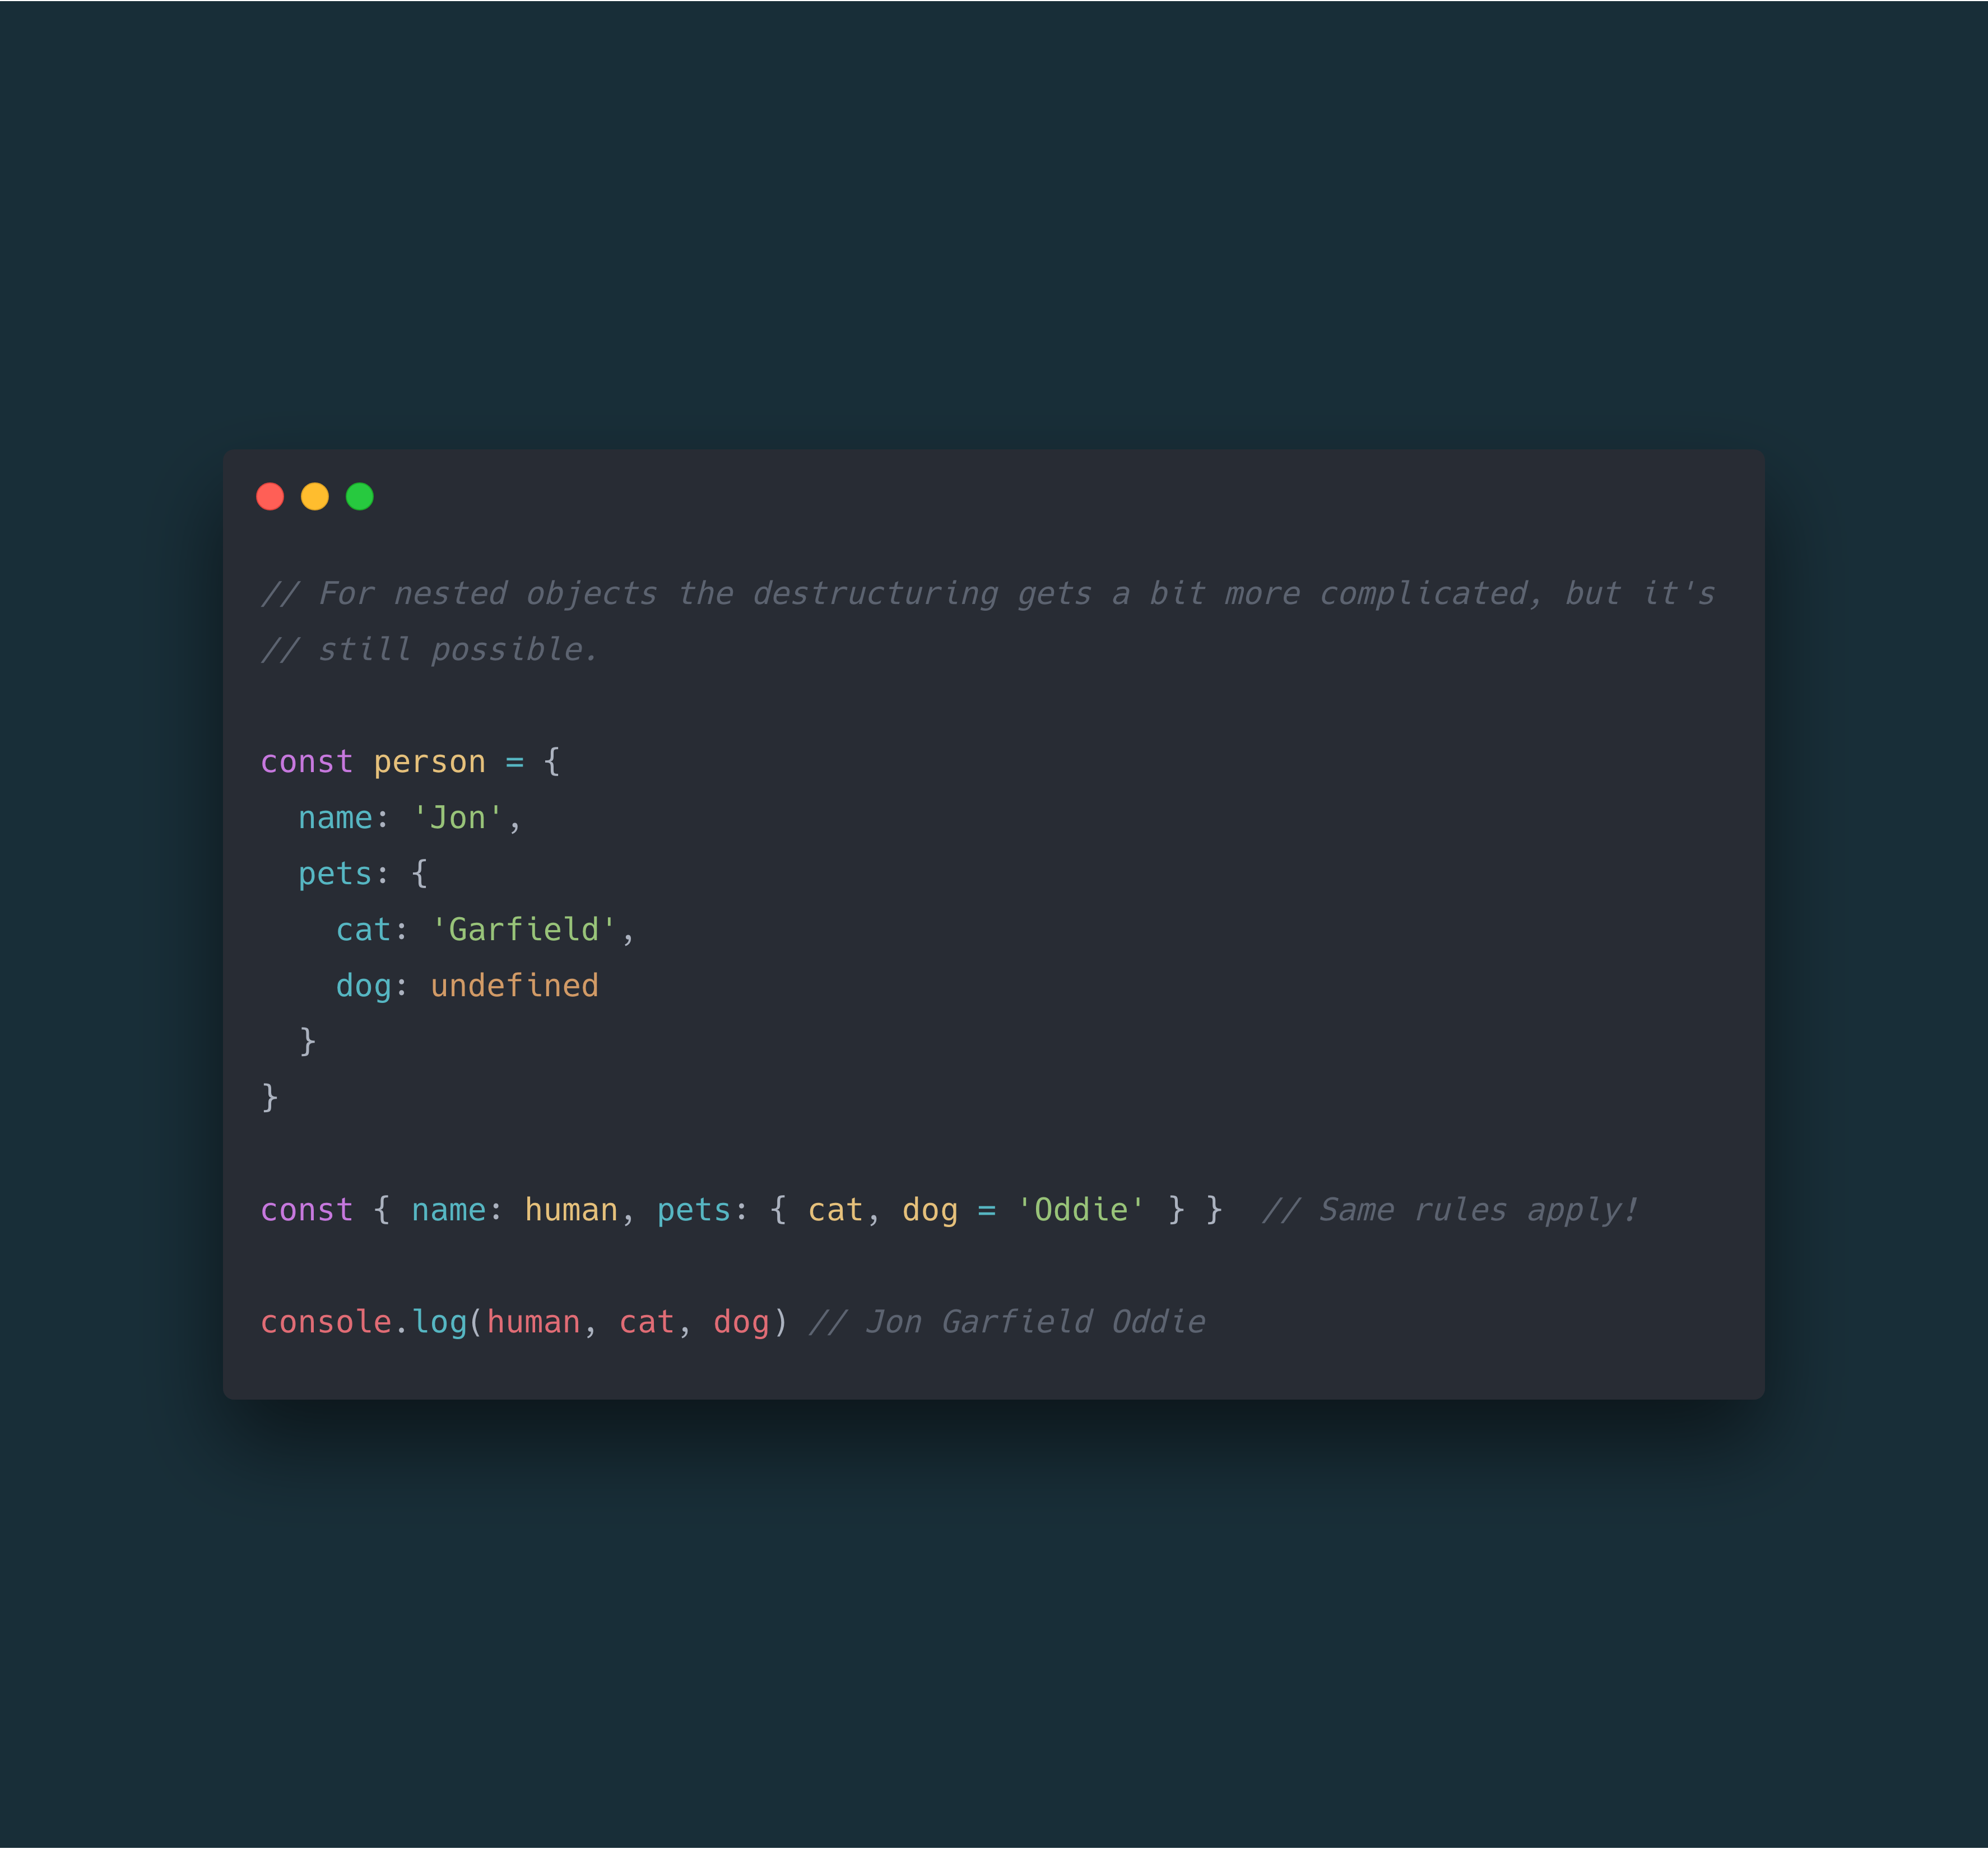 // For nested objects the destructuring gets a bit more complicated, but it's
// still possible.
const person = {
  name: 'Jon',
  pets: {
    cat: 'Garfield',
    dog: undefined
  }
}
const { name: human, pets: { cat, dog = 'Oddie' } }  // Same rules apply!
console.log(human, cat, dog) // Jon Garfield Oddie